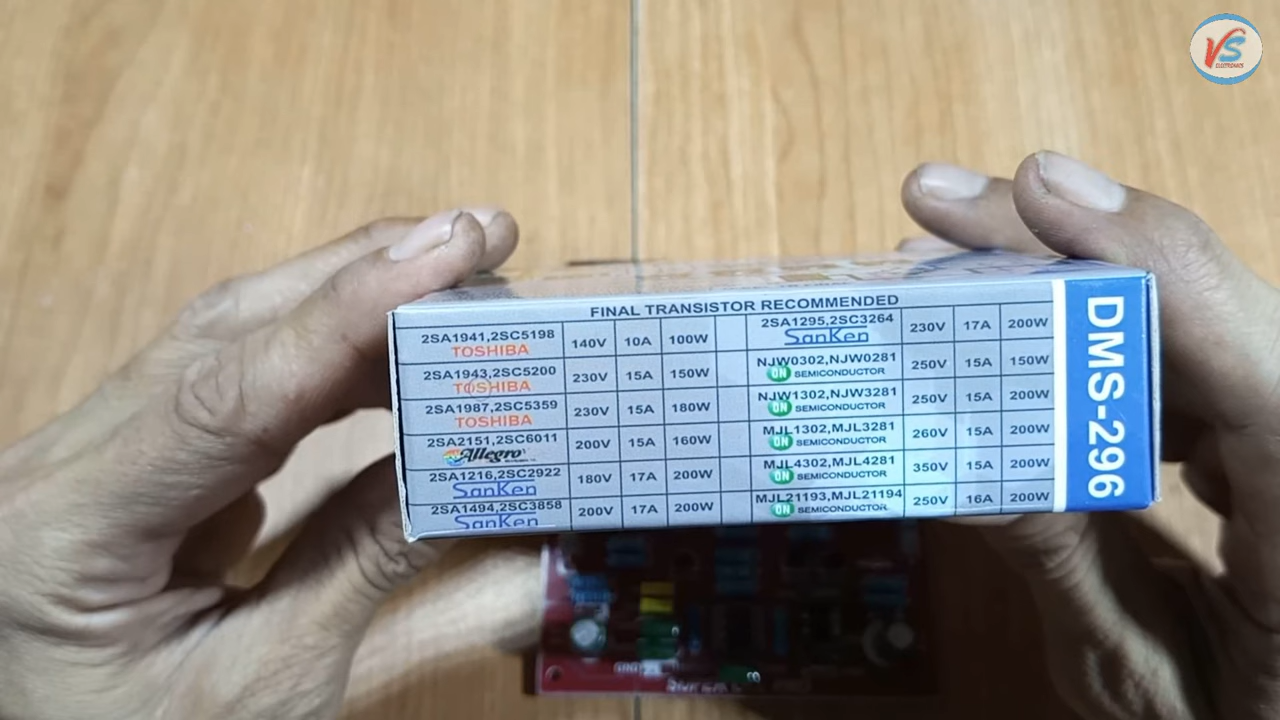 VS
ELECTRONICS
FINAL TRANSISTOR RECOMMENDED
2SA1941,2SC5198 TOSHIBA 140V 10A 100W
2SA1943,2SC5200 TOSHIBA 230V 15A 150W
2SA1987,2SC5359 TOSHIBA 230V 15A 180W
2SA2151,2SC6011 Allegro 200V 15A 160W
2SA1216,2SC2922 SanKen 180V 17A 200W
2SA1494,2SC3858 SanKen 200V 17A 200W
2SA1295,2SC3264 SanKen 230V 17A 200W
NJW0302,NJW0281 ON SEMICONDUCTOR 250V 15A 150W
NJW1302,NJW3281 ON SEMICONDUCTOR 250V 15A 200W
MJL1302,MJL3281 ON SEMICONDUCTOR 260V 15A 200W
MJL4302,MJL4281 ON SEMICONDUCTOR 350V 15A 200W
MJL21193,MJL21194 ON SEMICONDUCTOR 250V 16A 200W
DMS-296